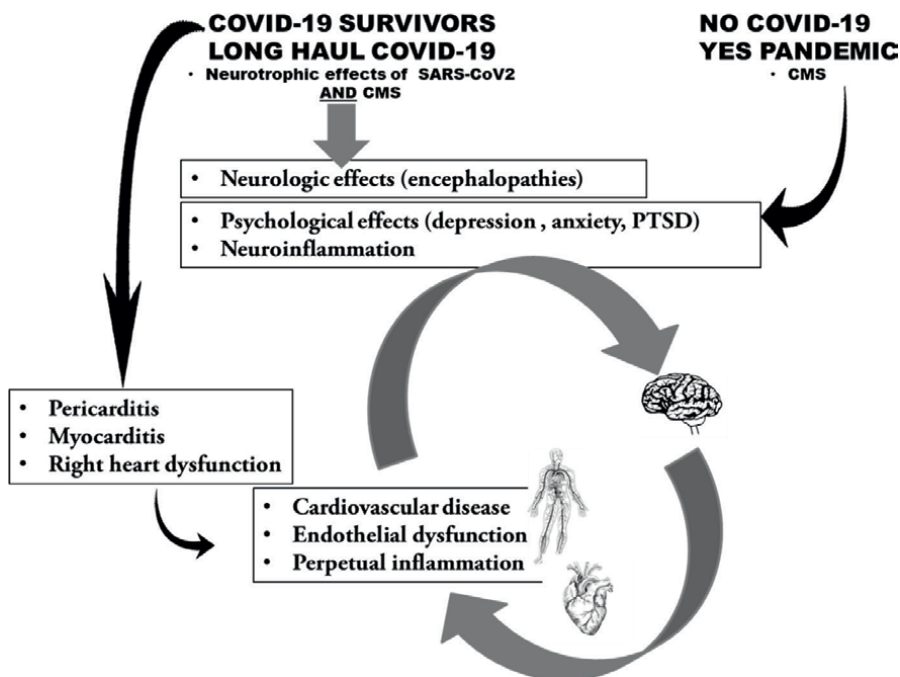 COVID-19 SURVIVORS
LONG HAUL COVID-19
• Neurotrophic effects of SARS-CoV2
AND CMS
NO COVID-19
YES PANDEMIC
• CMS
• Neurologic effects (encephalopathies)
• Psychological effects (depression , anxiety, PTSD)
• Neuroinflammation
• Pericarditis
• Myocarditis
• Right heart dysfunction
• Cardiovascular disease
• Endothelial dysfunction
• Perpetual inflammation